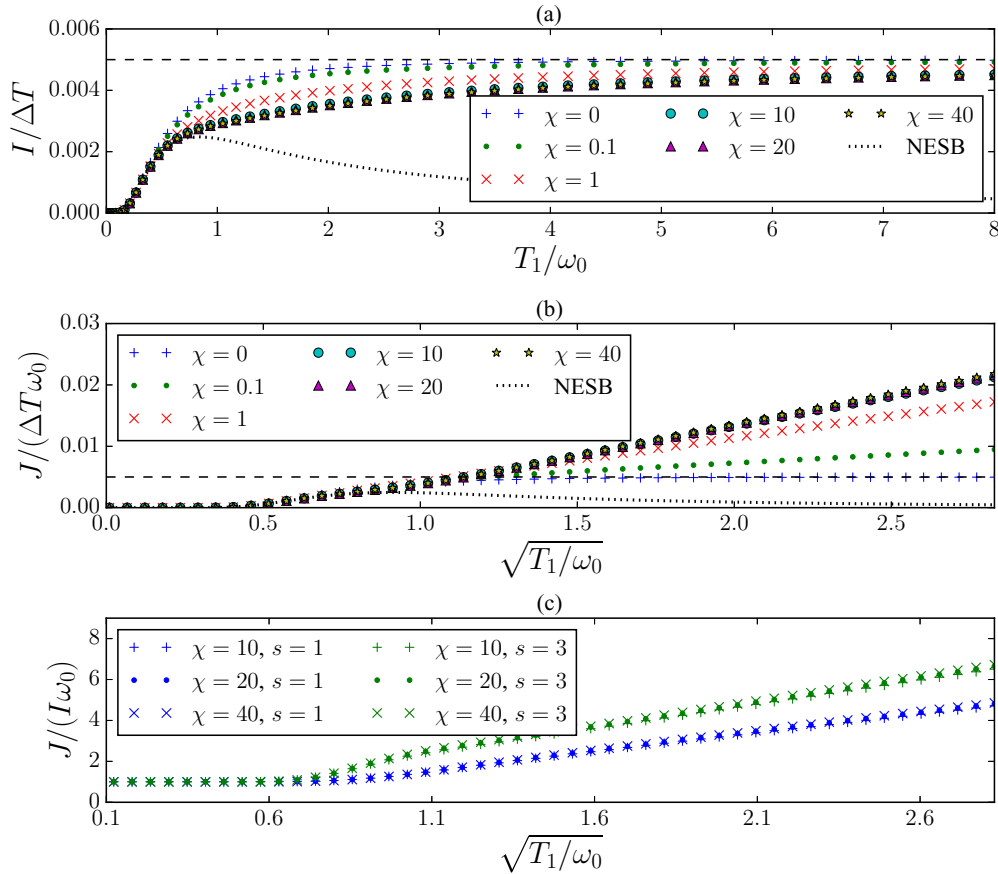 (a)
0.006
0.004
0.002
0.000
I/ΔT
χ = 0
χ = 0.1
χ = 1
χ = 10
χ = 20
χ = 40
NESB
0 1 2 3 4 5 6 7 8
T₁/ω₀
(b)
0.03
0.02
0.01
0.00
J/(ΔTω₀)
χ = 0
χ = 0.1
χ = 1
χ = 10
χ = 20
χ = 40
NESB
0.0 0.5 1.0 1.5 2.0 2.5
√T₁/ω₀
(c)
8
6
4
2
0
J/(Iω₀)
χ = 10, s = 1
χ = 20, s = 1
χ = 40, s = 1
χ = 10, s = 3
χ = 20, s = 3
χ = 40, s = 3
0.1 0.6 1.1 1.6 2.1 2.6
√T₁/ω₀